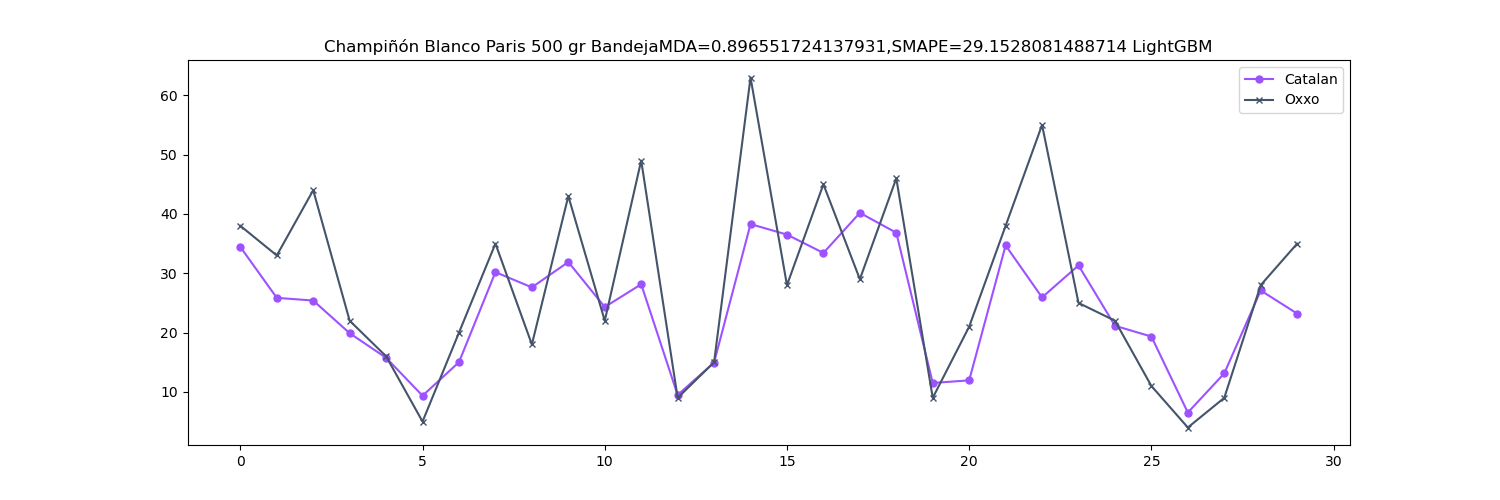 Champiñón Blanco Paris 500 gr BandejaMDA=0.896551724137931,SMAPE=29.1528081488714 LightGBM
Catalan
Oxxo
60
50
40
30
20
10
0 5 10 15 20 25 30